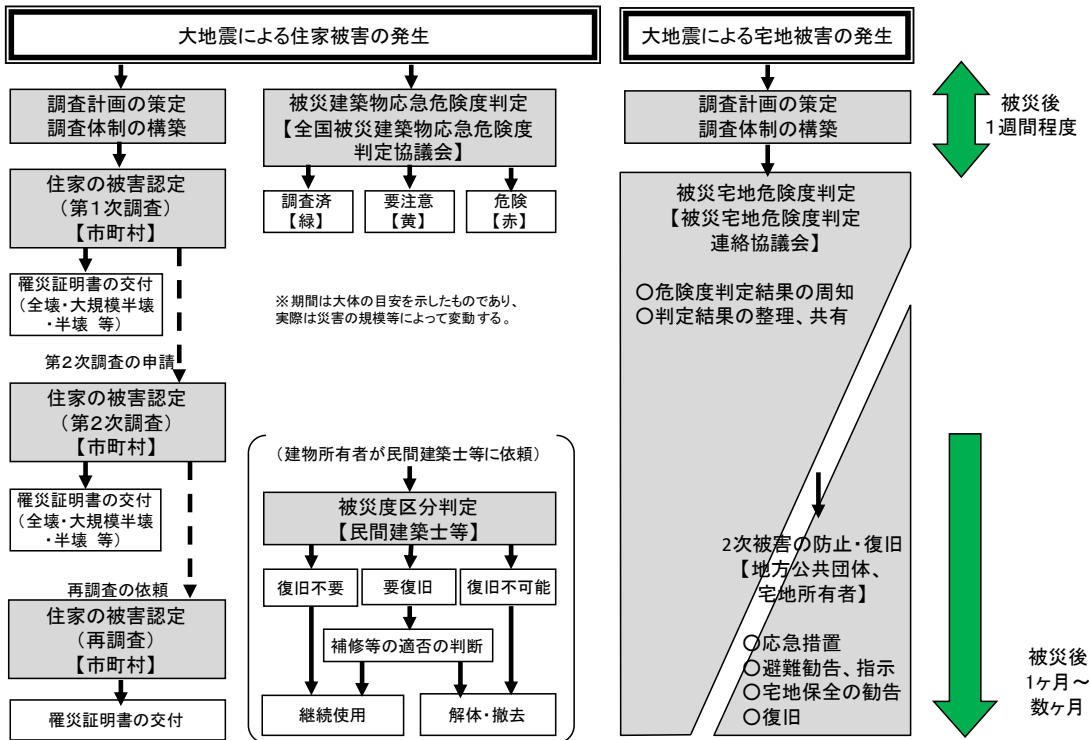 大地震による住家被害の発生
調査計画の策定
調査体制の構築
住家の被害認定
(第1次調査)
【市町村】
罹災証明書の交付
(全壊・大規模半壊
・半壊 等)
第2次調査の申請
住家の被害認定
(第2次調査)
【市町村】
罹災証明書の交付
(全壊・大規模半壊
・半壊 等)
再調査の依頼
住家の被害認定
(再調査)
【市町村】
罹災証明書の交付
被災建築物応急危険度判定
【全国被災建築物応急危険度
判定協議会】
調査済
【緑】
要注意
【黄】
危険
【赤】
※期間は大体の目安を示したものであり、
実際は災害の規模等によって変動する。
(建物所有者が民間建築士等に依頼)
被災度区分判定
【民間建築士等】
復旧不要
要復旧
復旧不可能
補修等の適否の判断
継続使用
解体・撤去
大地震による宅地被害の発生
調査計画の策定
調査体制の構築
被災宅地危険度判定
【被災宅地危険度判定
連絡協議会】
○危険度判定結果の周知
○判定結果の整理、共有
2次被害の防止・復旧
【地方公共団体、
宅地所有者】
○応急措置
○避難勧告、指示
○宅地保全の勧告
○復旧
被災後
1週間程度
被災後
1ヶ月~
数ヶ月